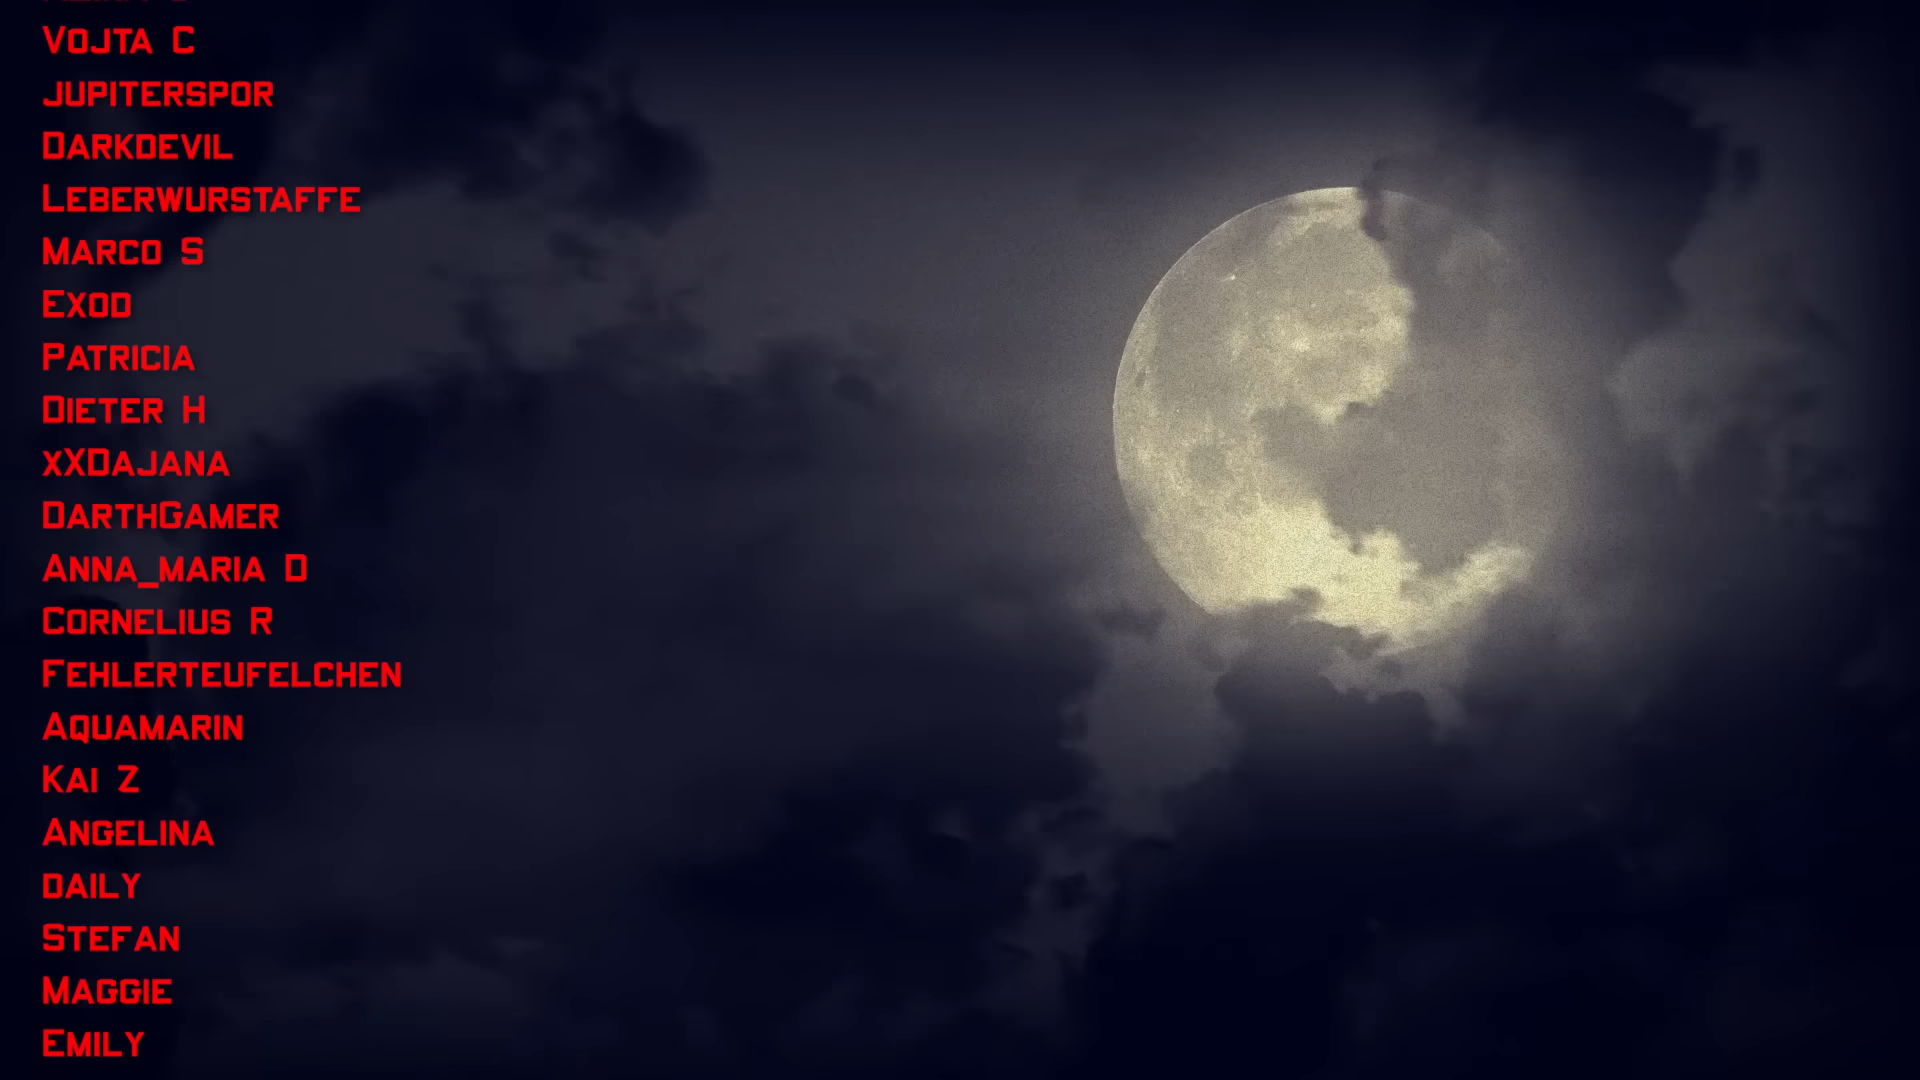 Vojta C
jupiterspor
Darkdevil
Leberwurstaffe
Marco S
Exod
Patricia
Dieter H
xXDajana
DarthGamer
Anna_maria D
Cornelius R
Fehlerteufelchen
Aquamarin
Kai Z
Angelina
daily
Stefan
Maggie
Emily